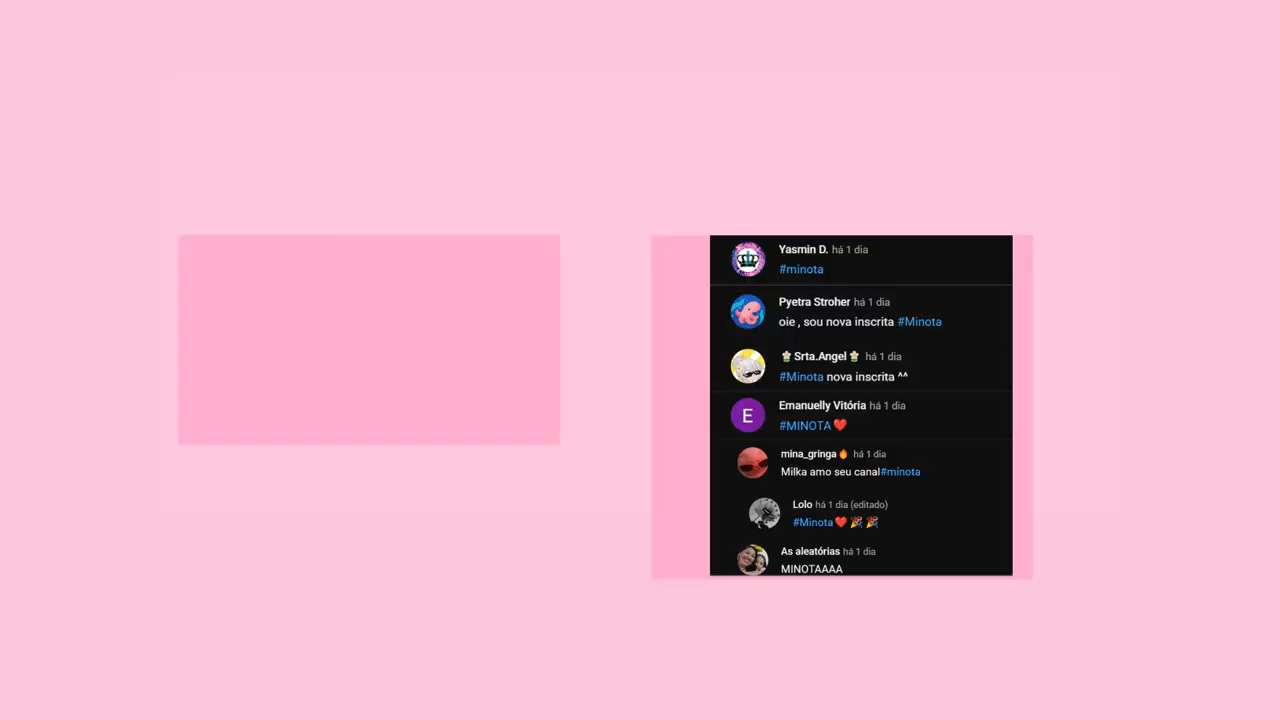 Yasmin D. há 1 dia
#minota
Pyetra Stroher há 1 dia
oie , sou nova inscrita #Minota
Srta.Angel há 1 dia
#Minota nova inscrita ^^
E
Emanuelly Vitória há 1 dia
#MINOTA❤️
mina_gringa🔥 há 1 dia
Milka amo seu canal#minota
Lolo há 1 dia (editado)
#Minota❤️🎉🎉
As aleatórias há 1 dia
MINOTAAAA